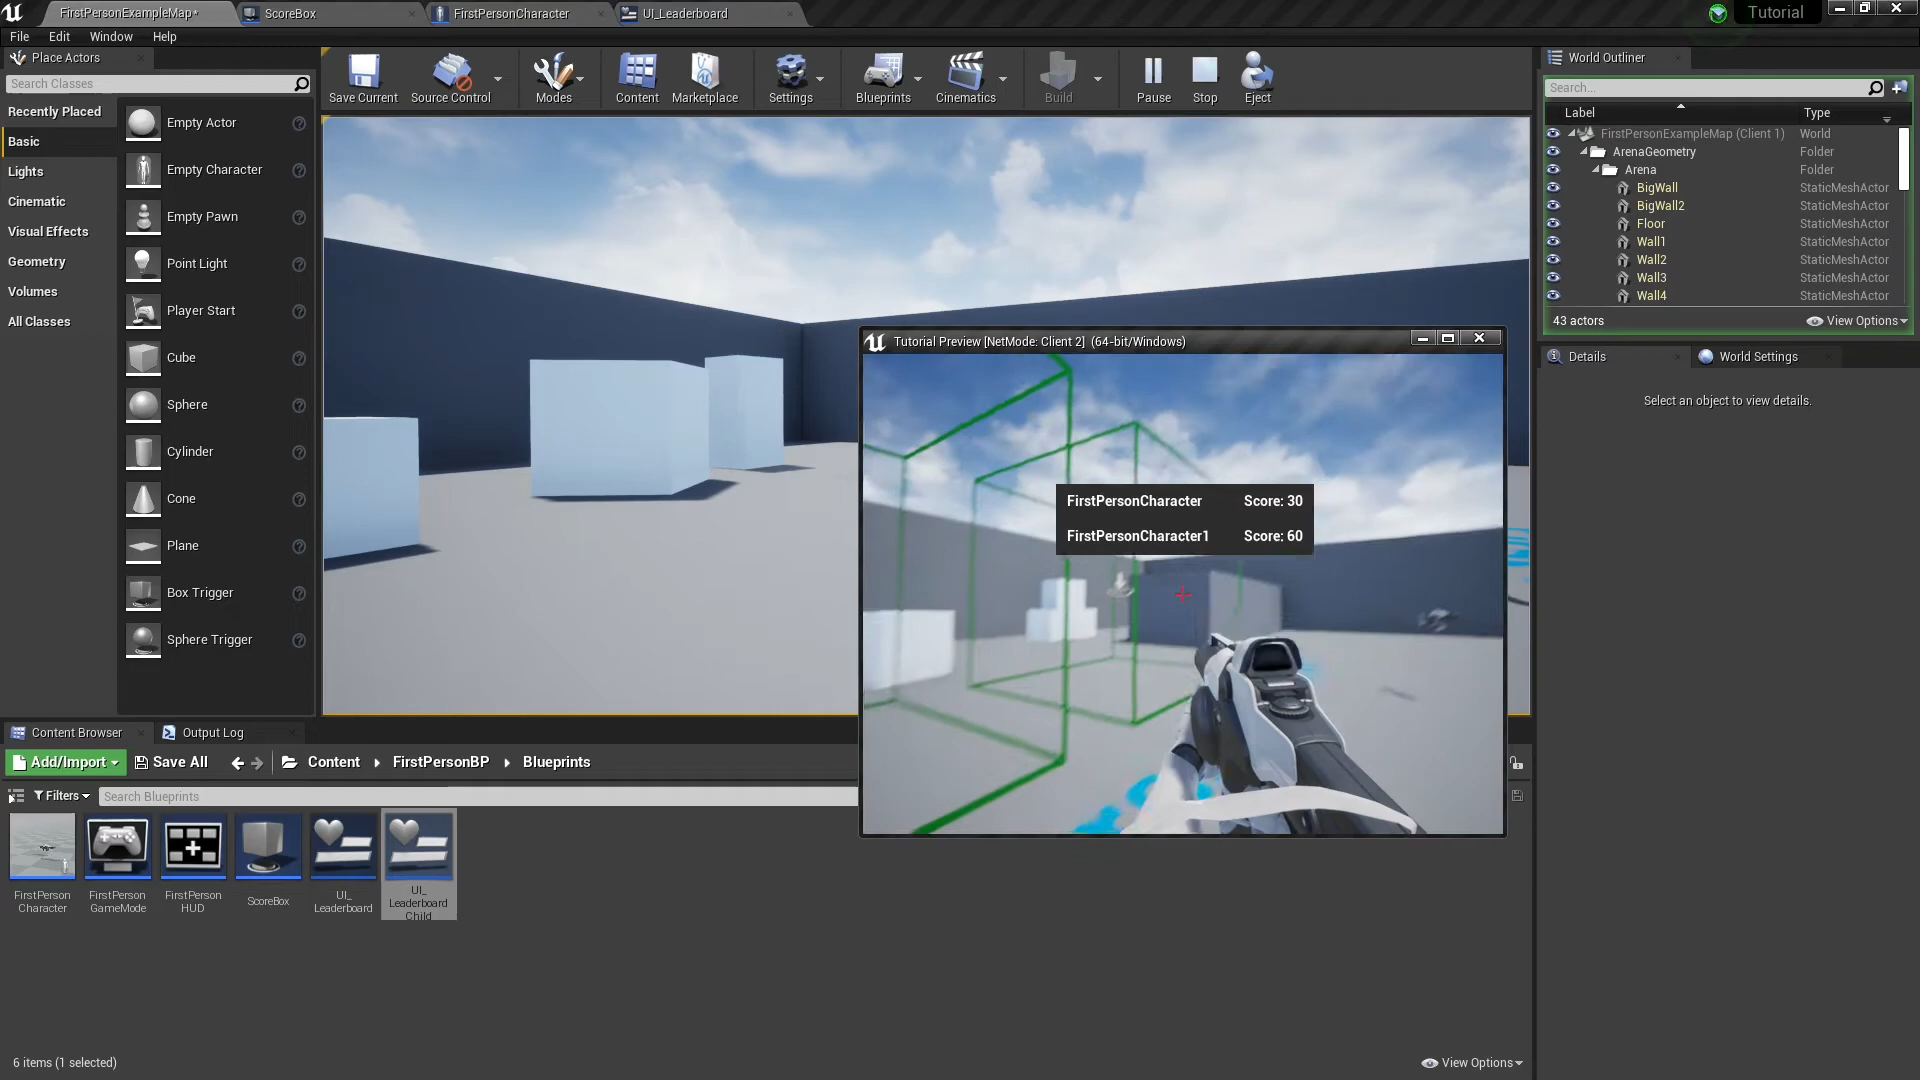 FirstPersonExampleMap*
ScoreBox
FirstPersonCharacter
UI_Leaderboard
Tutorial
File
Edit
Window
Help
Place Actors
Search Classes
Recently Placed
Basic
Lights
Cinematic
Visual Effects
Geometry
Volumes
All Classes
Empty Actor
Empty Character
Empty Pawn
Point Light
Player Start
Cube
Sphere
Cylinder
Cone
Plane
Box Trigger
Sphere Trigger
Save Current
Source Control
Modes
Content
Marketplace
Settings
Blueprints
Cinematics
Build
Pause
Stop
Eject
Tutorial Preview [NetMode: Client 2] (64-bit/Windows)
FirstPersonCharacter Score: 30
FirstPersonCharacter1 Score: 60
World Outliner
Search...
Label Type
FirstPersonExampleMap (Client 1) World
ArenaGeometry Folder
Arena Folder
BigWall StaticMeshActor
BigWall2 StaticMeshActor
Floor StaticMeshActor
Wall1 StaticMeshActor
Wall2 StaticMeshActor
Wall3 StaticMeshActor
Wall4 StaticMeshActor
43 actors
View Options
Details
World Settings
Select an object to view details.
Content Browser
Output Log
Add/Import
Save All
Content
FirstPersonBP
Blueprints
Filters
Search Blueprints
FirstPerson
Character
FirstPerson
GameMode
FirstPerson
HUD
ScoreBox
UI_
Leaderboard
UI_
Leaderboard
Child
6 items (1 selected)
View Options